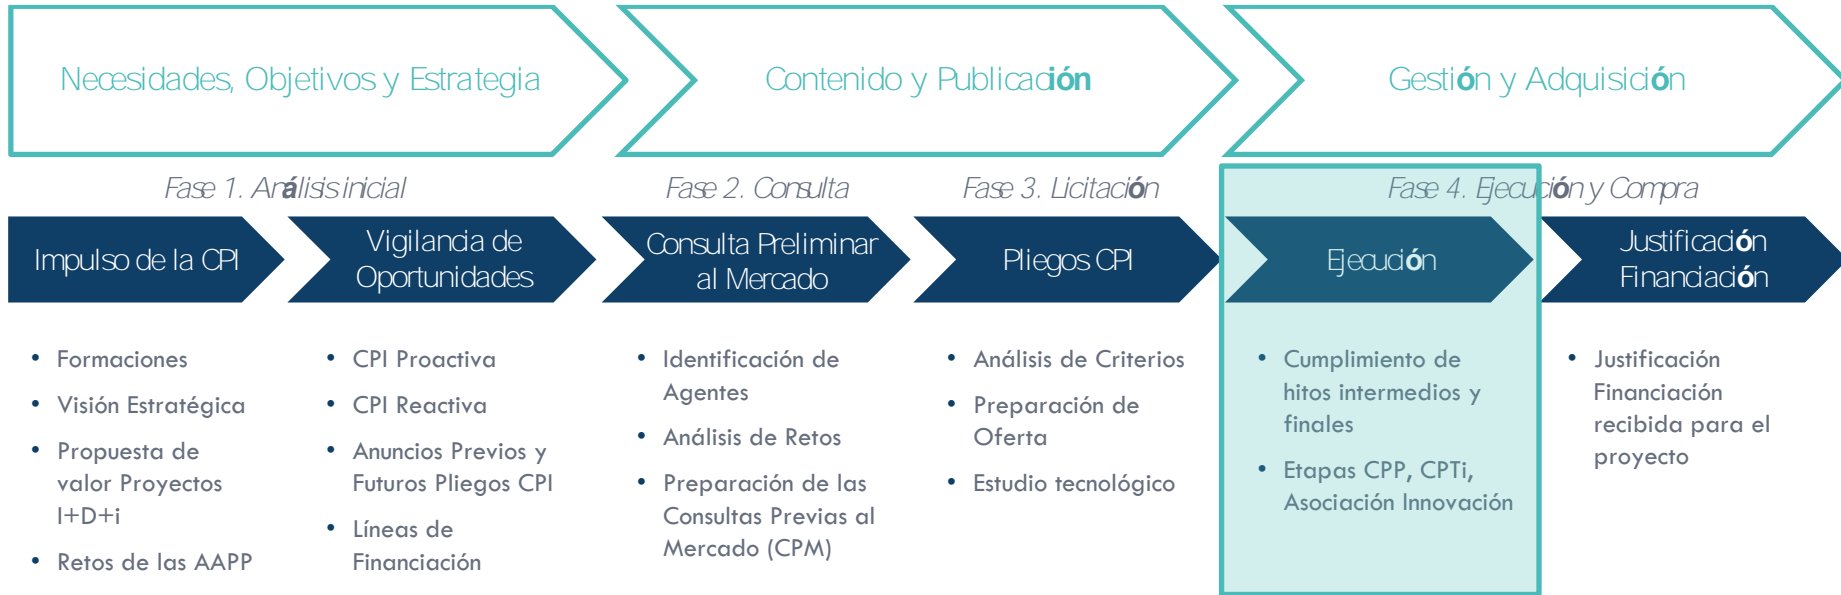 Necesidades, Objetivos y Estrategia
Contenido y Publicación
Gestión y Adquisición
Fase 1. Análisis inicial
Fase 2. Consulta
Fase 3. Licitación
Fase 4. Ejecución y Compra
Impulso de la CPI
Vigilancia de
Oportunidades
Consulta Preliminar
al Mercado
Pliegos CPI
Ejecución
Justificación
Financiación
• Formaciones
• Visión Estratégica
• Propuesta de
valor Proyectos
I+D+i
• Retos de las AAPP
• CPI Proactiva
• CPI Reactiva
• Anuncios Previos y
Futuros Pliegos CPI
• Líneas de
Financiación
• Identificación de
Agentes
• Análisis de Retos
• Preparación de las
Consultas Previas al
Mercado (CPM)
• Análisis de Criterios
• Preparación de
Oferta
• Estudio tecnológico
• Cumplimiento de
hitos intermedios y
finales
• Etapas CPP, CPTi,
Asociación Innovación
• Justificación
Financiación
recibida para el
proyecto